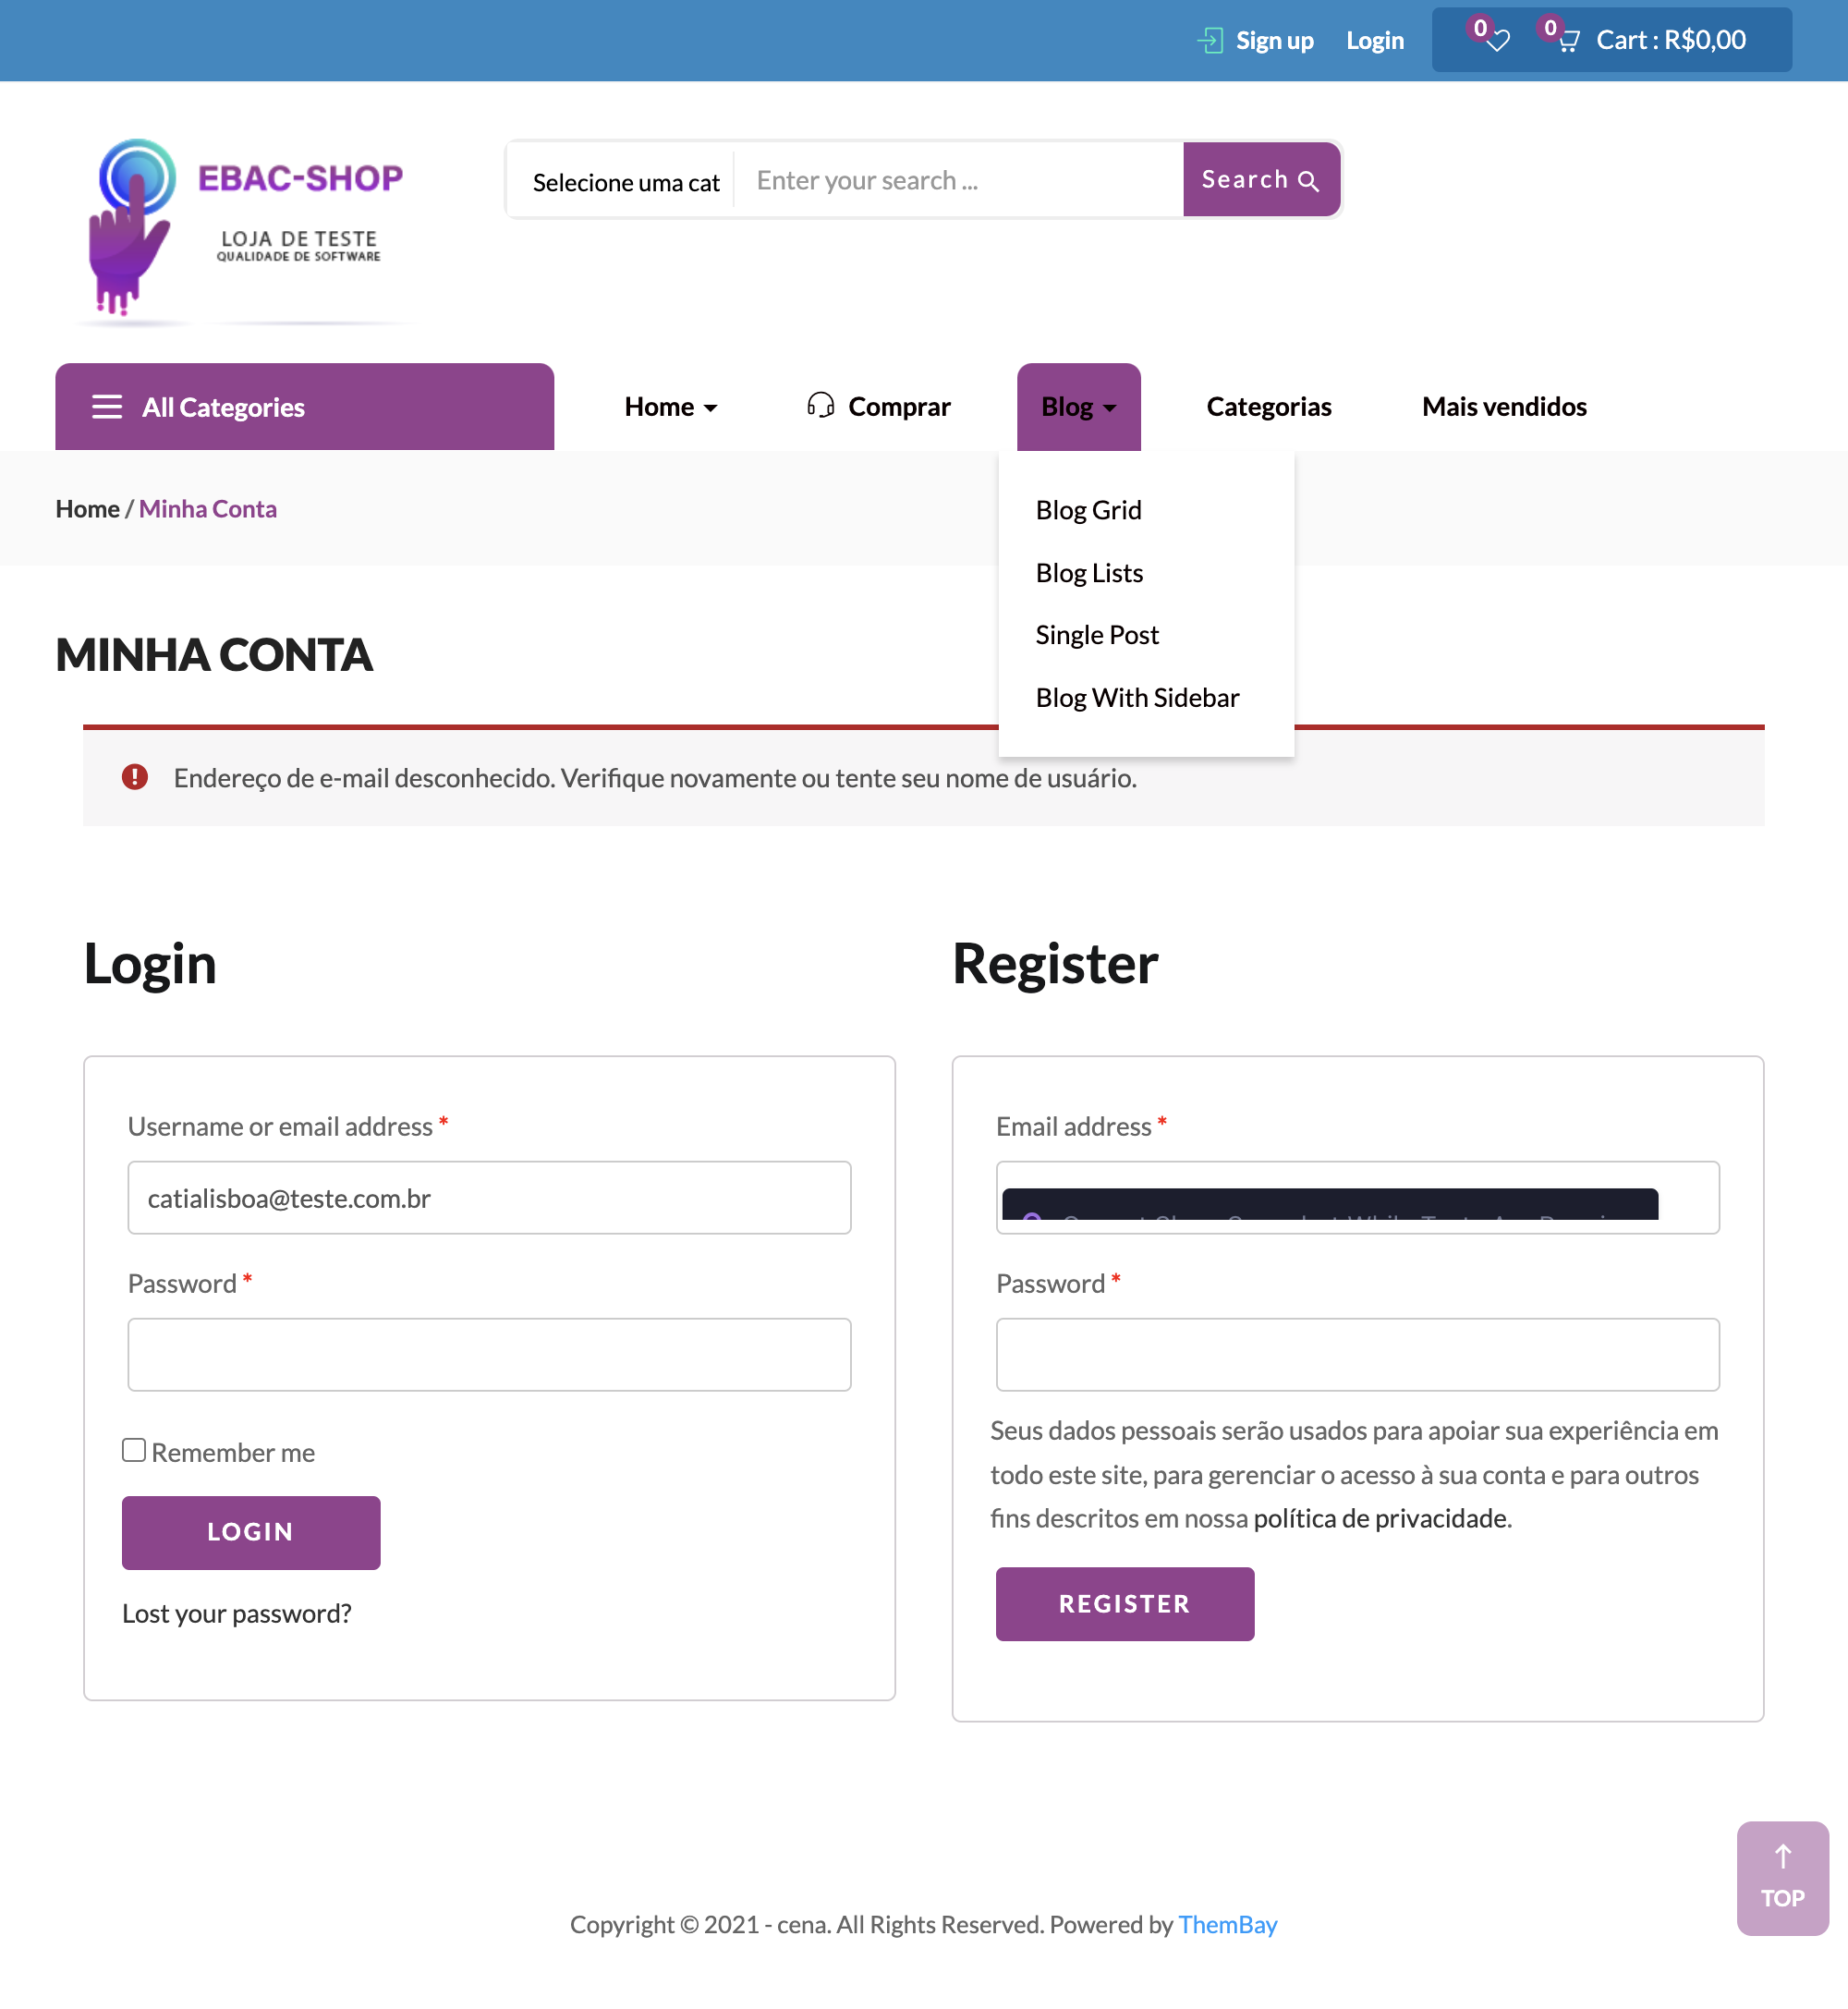 Sign up
Login
0
0
Cart : R$0,00
EBAC-SHOP
LOJA DE TESTE
QUALIDADE DE SOFTWARE
Selecione uma cat
Enter your search ...
Search
All Categories
Home
Comprar
Blog
Categorias
Mais vendidos
Home / Minha Conta
Blog Grid
Blog Lists
Single Post
Blog With Sidebar
MINHA CONTA
Endereço de e-mail desconhecido. Verifique novamente ou tente seu nome de usuário.
Login
Username or email address *
catialisboa@teste.com.br
Password *
Remember me
LOGIN
Lost your password?
Register
Email address *
Password *
Seus dados pessoais serão usados para apoiar sua experiência em
todo este site, para gerenciar o acesso à sua conta e para outros
fins descritos em nossa política de privacidade.
REGISTER
TOP
Copyright © 2021 - cena. All Rights Reserved. Powered by ThemBay